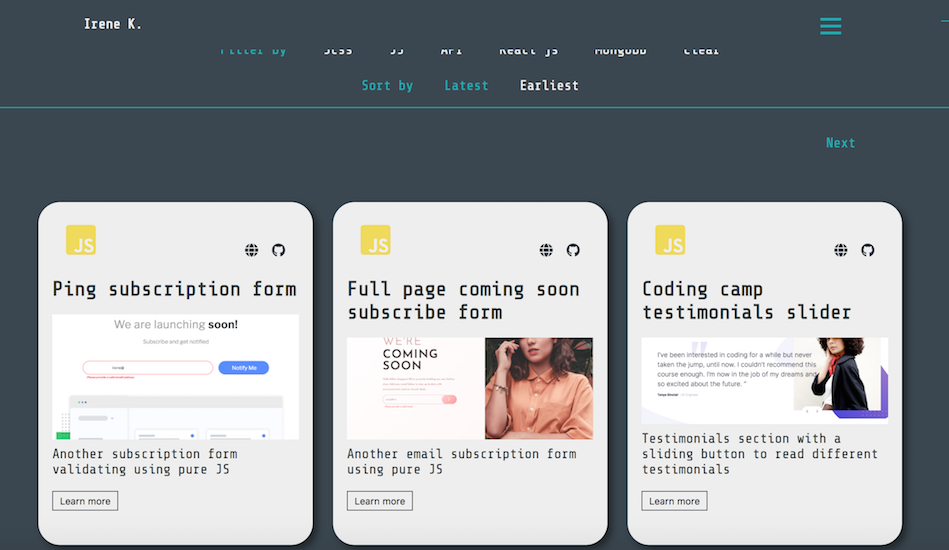 Irene K.
Filter by Scss JS API React js MongoDB Clear
Sort by Latest Earliest
Next
JS
Ping subscription form
We are launching soon!
Subscribe and get notified
Notify Me
Another subscription form
validating using pure JS
Learn more
JS
Full page coming soon
subscribe form
WE'RE
COMING
SOON
Another email subscription form
using pure JS
Learn more
JS
Coding camp
testimonials slider
"I've been interested in coding for a while but never
taken the jump, until now. I couldn't recommend this
course enough. I'm now in the job of my dreams and
so excited about the future. "
Testimonials section with a
sliding button to read different
testimonials
Learn more